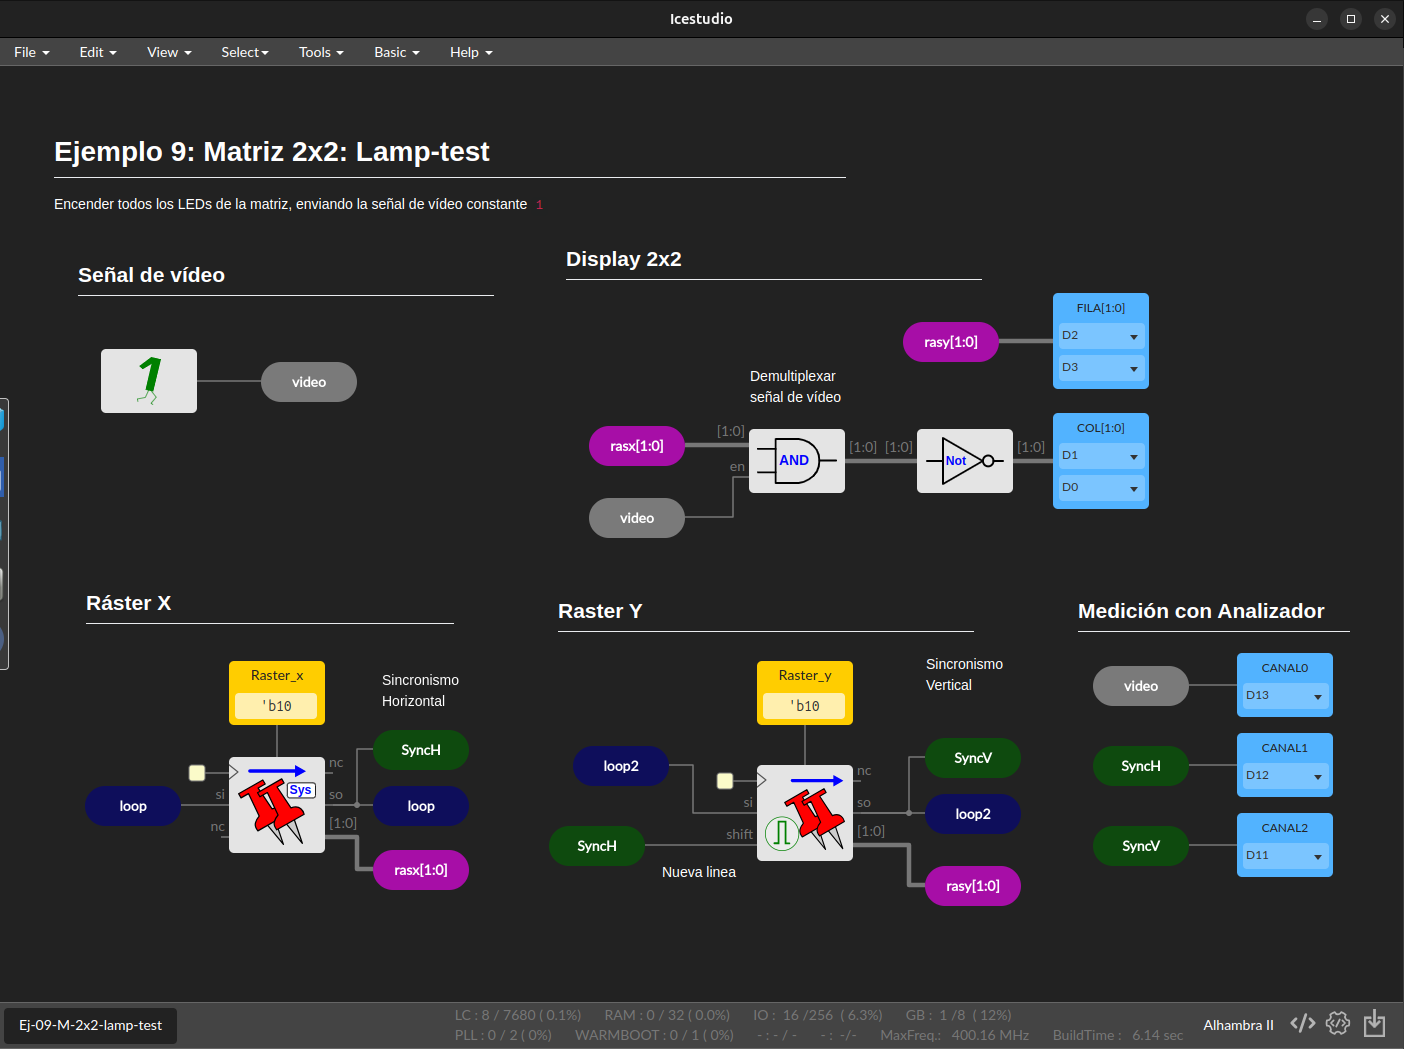 Icestudio
File Edit View Select Tools Basic Help
Ejemplo 9: Matriz 2x2: Lamp-test
Encender todos los LEDs de la matriz, enviando la señal de vídeo constante 1
Señal de vídeo
1
video
Display 2x2
rasy[1:0]
FILA[1:0]
D2
D3
Demultiplexar
señal de vídeo
rasx[1:0]
[1:0]
en
AND
[1:0] [1:0]
Not
[1:0]
COL[1:0]
D1
D0
video
Ráster X
Raster_x
'b10
Sincronismo
Horizontal
SyncH
nc
loop
si
Sys
so
loop
nc
[1:0]
rasx[1:0]
Raster Y
Raster_y
'b10
Sincronismo
Vertical
loop2
SyncV
nc
si
so
loop2
SyncH
shift
[1:0]
Nueva linea
rasy[1:0]
Medición con Analizador
video
CANAL0
D13
SyncH
CANAL1
D12
SyncV
CANAL2
D11
Ej-09-M-2x2-lamp-test
LC : 8 / 7680 ( 0.1%) RAM : 0 / 32 ( 0.0%) IO : 16 /256 ( 6.3%) GB : 1 /8 ( 12%)
PLL : 0 / 2 ( 0%) WARMBOOT : 0 / 1 ( 0%) - : - / - - : -/- MaxFreq.: 400.16 MHz BuildTime : 6.14 sec
Alhambra II